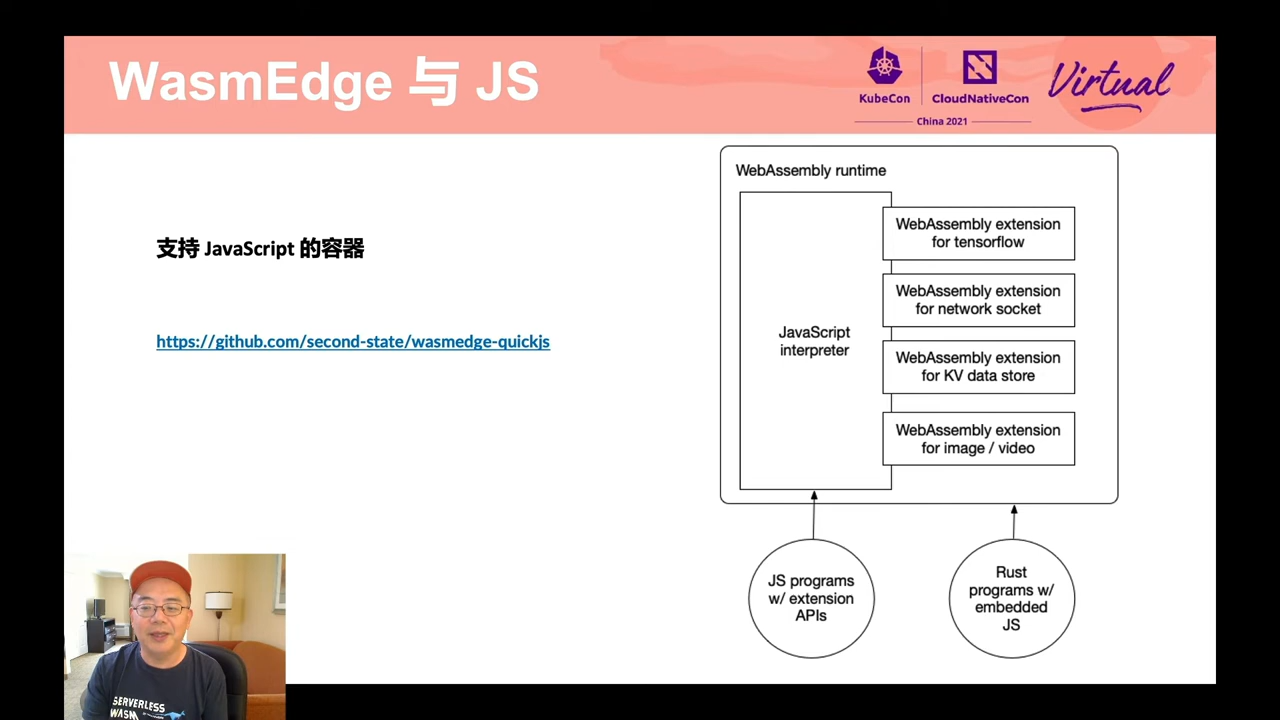 WasmEdge 与 JS
KubeCon
CloudNativeCon
Virtual
China 2021
支持 JavaScript 的容器
https://github.com/second-state/wasmedge-quickjs
WebAssembly runtime
JavaScript
interpreter
WebAssembly extension
for tensorflow
WebAssembly extension
for network socket
WebAssembly extension
for KV data store
WebAssembly extension
for image / video
JS programs
w/ extension
APIs
Rust
programs w/
embedded
JS
SERVERLESS
WASM